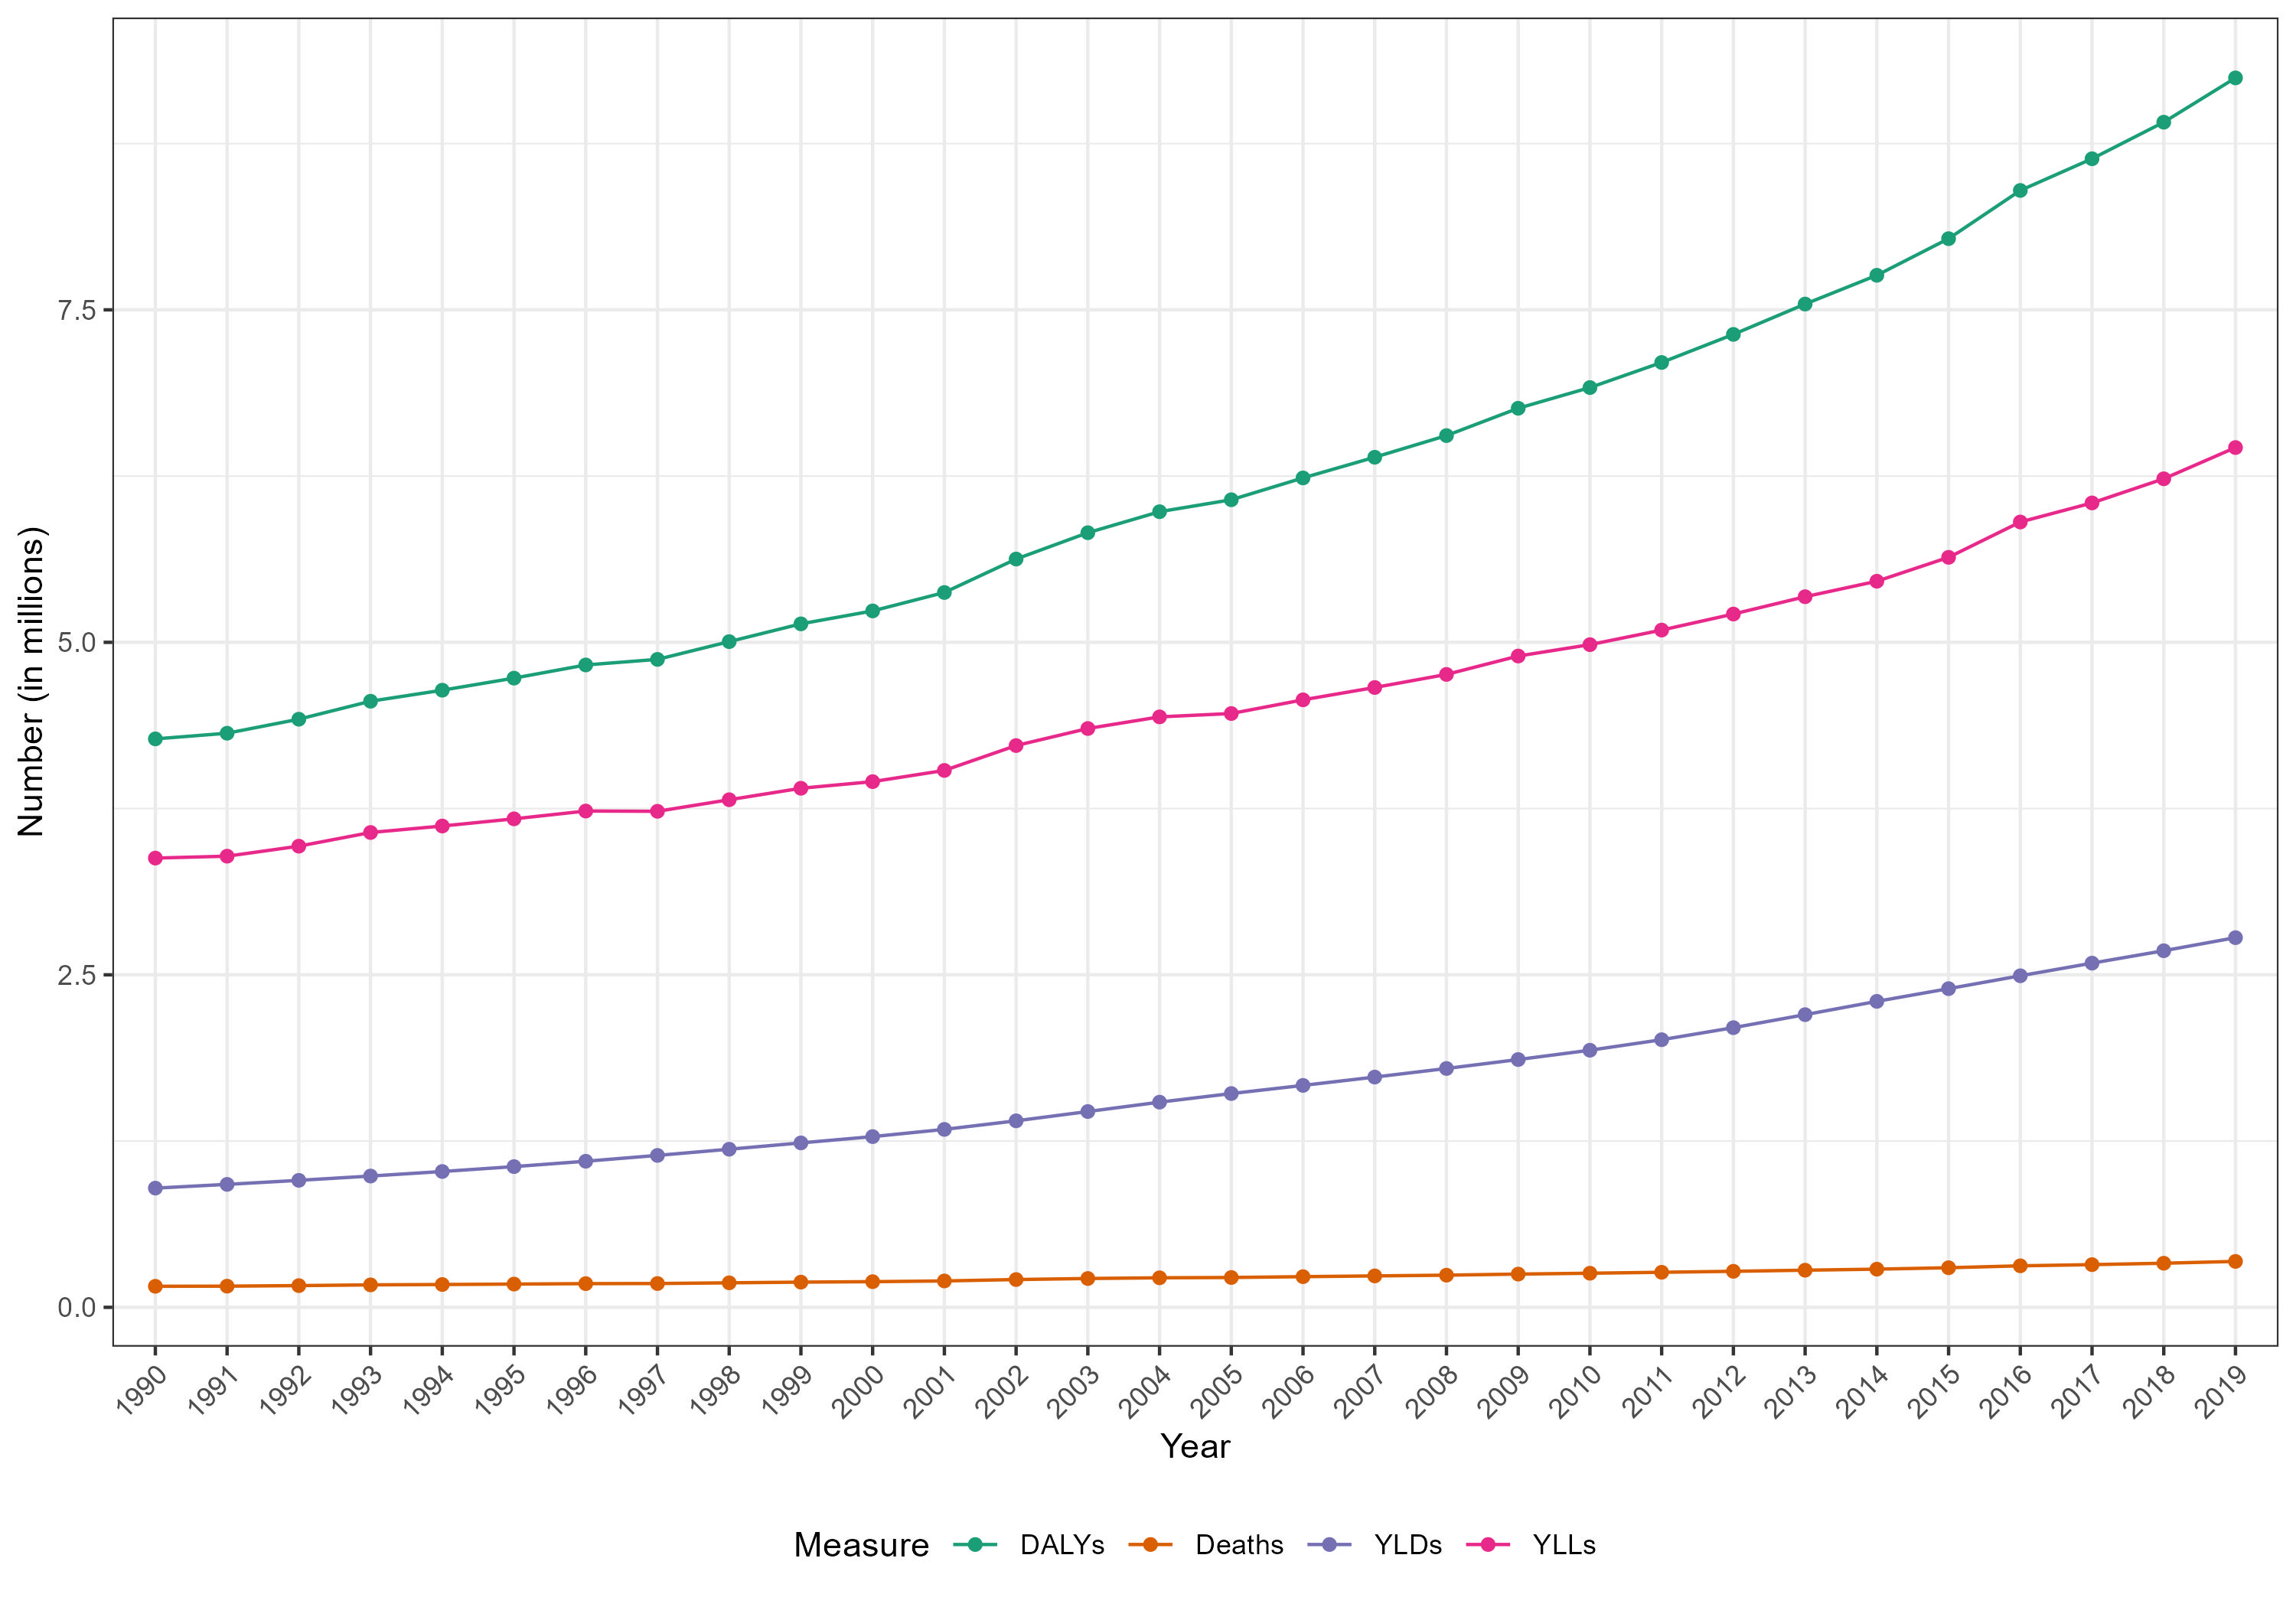 Number (in millions)
7.5
5.0
2.5
0.0
1990 1991 1992 1993 1994 1995 1996 1997 1998 1999 2000 2001 2002 2003 2004 2005 2006 2007 2008 2009 2010 2011 2012 2013 2014 2015 2016 2017 2018 2019
Year
Measure DALYs Deaths YLDs YLLs